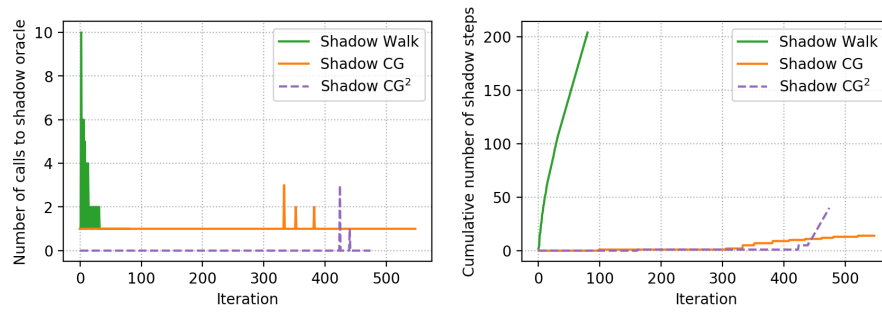 Number of calls to shadow oracle
10
8
6
4
2
0
0
100
200
300
400
500
Iteration
Shadow Walk
Shadow CG
Shadow CG²
Cumulative number of shadow steps
200
150
100
50
0
0
100
200
300
400
500
Iteration
Shadow Walk
Shadow CG
Shadow CG²